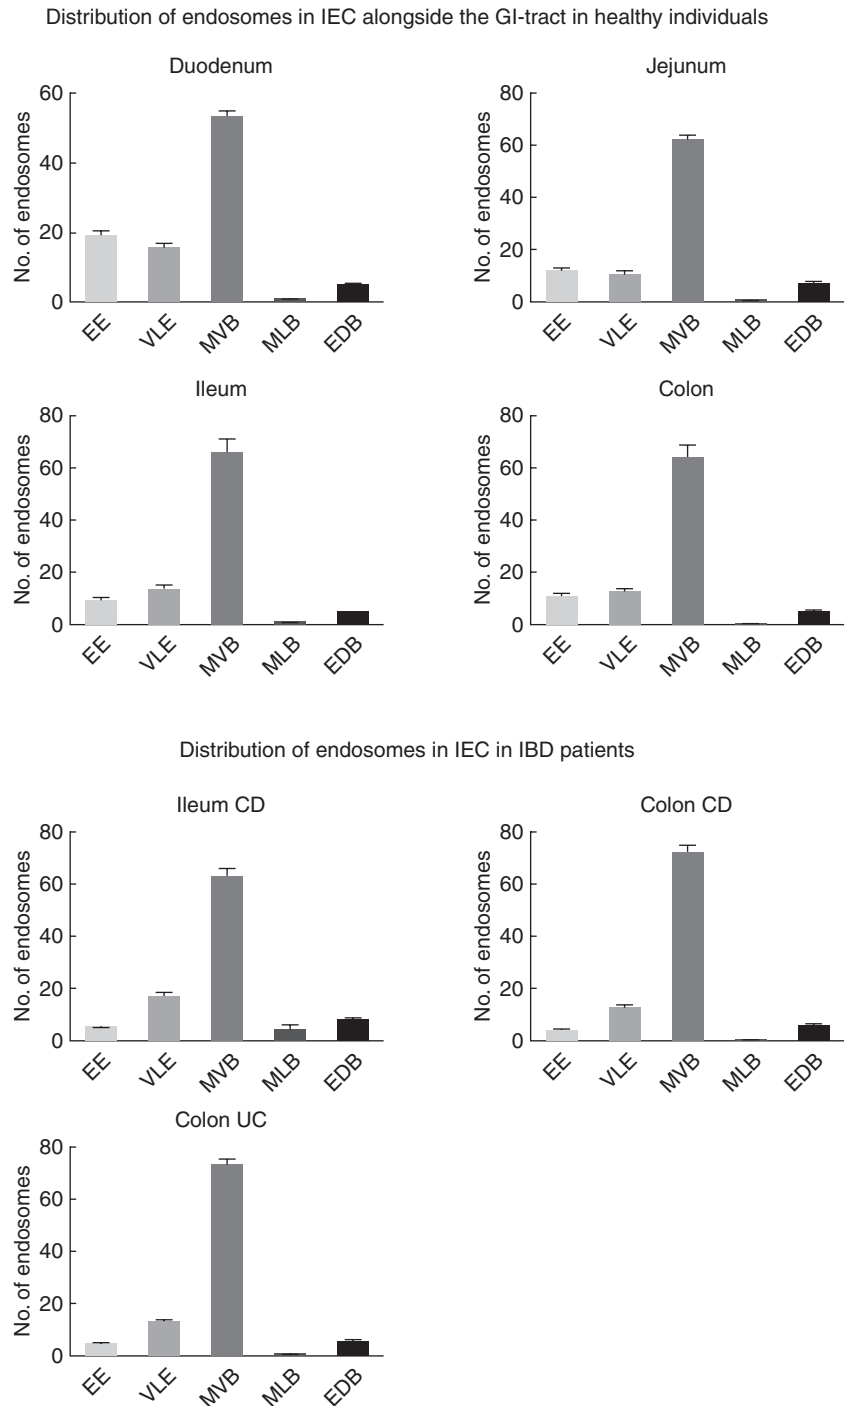 Distribution of endosomes in IEC alongside the GI-tract in healthy individuals
Duodenum
No. of endosomes
60
40
20
0
EE
VLE
MVB
MLB
EDB
Jejunum
No. of endosomes
80
60
40
20
0
EE
VLE
MVB
MLB
EDB
Ileum
No. of endosomes
80
60
40
20
0
EE
VLE
MVB
MLB
EDB
Colon
No. of endosomes
80
60
40
20
0
EE
VLE
MVB
MLB
EDB
Distribution of endosomes in IEC in IBD patients
Ileum CD
No. of endosomes
80
60
40
20
0
EE
VLE
MVB
MLB
EDB
Colon CD
No. of endosomes
80
60
40
20
0
EE
VLE
MVB
MLB
EDB
Colon UC
No. of endosomes
80
60
40
20
0
EE
VLE
MVB
MLB
EDB